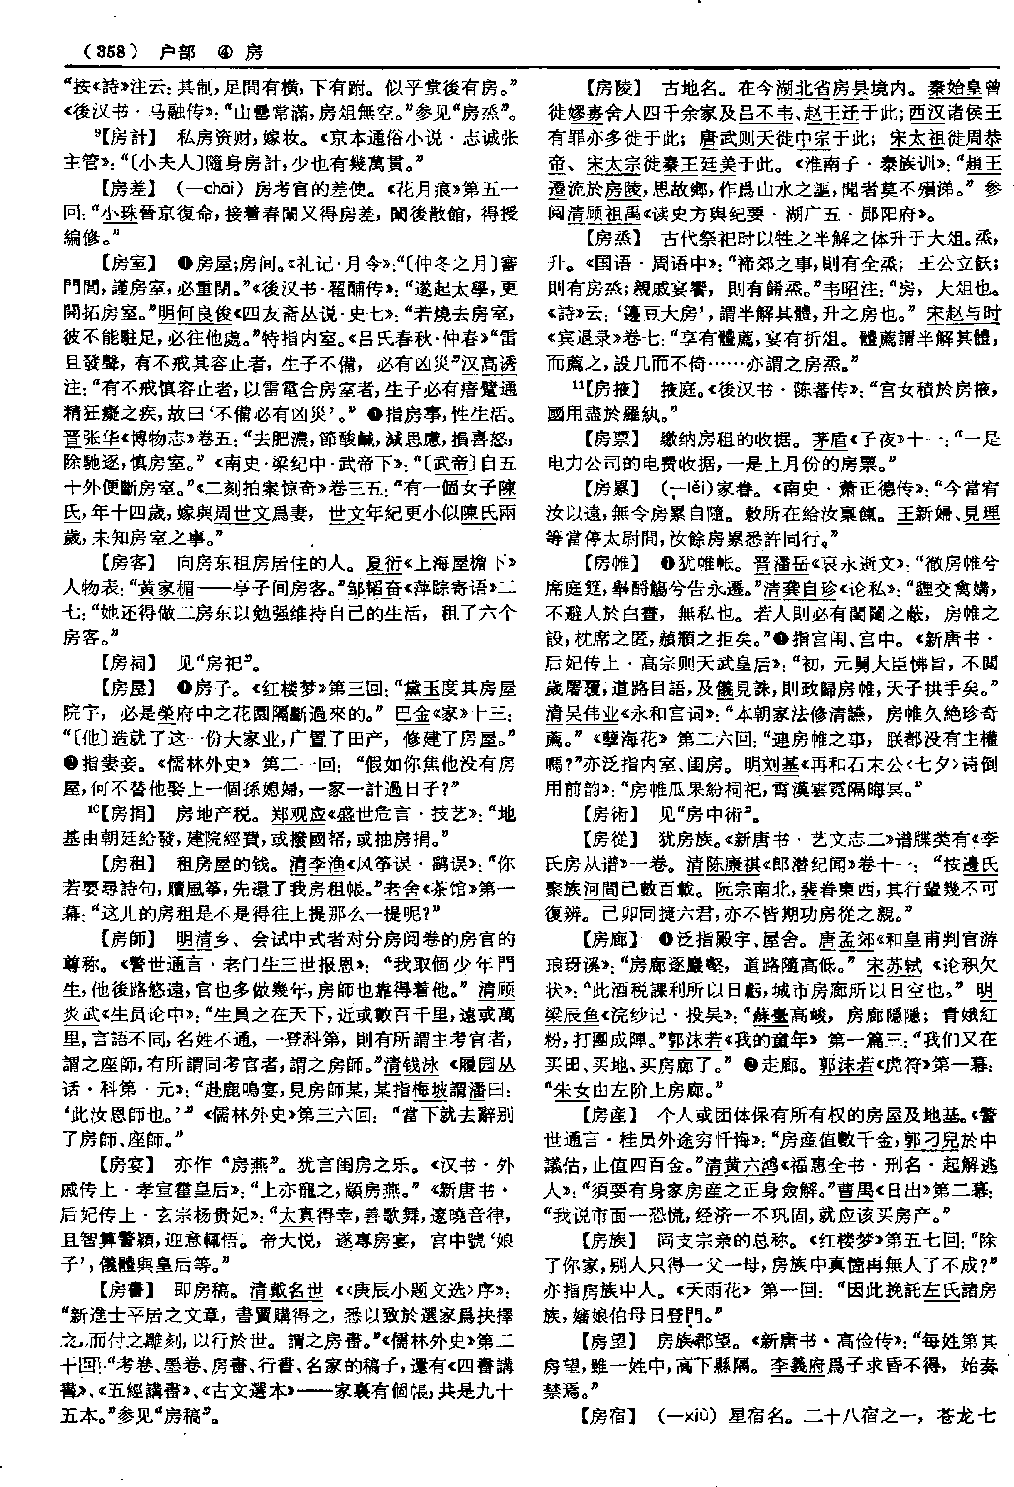 （358） 户部 ④ 房
“按《詩》注云：其制，足間有橫，下有跗。似乎堂後有房。”
《後汉书·马融传》：“山罍常滿，房俎無空。”参见“房烝”。
⁹【房計】 私房资财，嫁妆。《京本通俗小说·志诚张
主管》：“〔小夫人〕隨身房計，少也有幾萬貫。”
【房差】 （—chāi）房考官的差使。《花月痕》第五一
回：“小珠晉京復命，接着春闈又得房差，闈後散館，得授
編修。”
【房室】 ❶房屋；房间。《礼记·月令》：“〔仲冬之月〕審
門閭，謹房室，必重閉。”《後汉书·翟酺传》：“遂起太學，更
開拓房室。”明何良俊《四友斋丛说·史七》：“若燒去房室，
彼不能駐足，必往他處。”特指内室。《吕氏春秋·仲春》“雷
且發聲，有不戒其容止者，生子不備，必有凶災”汉高诱
注：“有不戒慎容止者，以雷電合房室者，生子必有瘖躄通
精狂癡之疾，故曰‘不備必有凶災’。”❷指房事，性生活。
晋张华《博物志》卷五：“去肥濃，節酸鹹，減思慮，損喜怒，
除馳逐，慎房室。”《南史·梁纪中·武帝下》：“〔武帝〕自五
十外便斷房室。”《二刻拍案惊奇》卷三五：“有一個女子陳
氏，年十四歲，嫁與周世文爲妻，世文年紀更小似陳氏兩
歲，未知房室之事。”
【房客】 向房东租房居住的人。夏衍《上海屋檐下》
人物表：“黄家楣——亭子间房客。”邹韬奋《萍踪寄语》二
七：“她还得做二房东以勉强维持自己的生活，租了六个
房客。”
【房祠】 见“房祀”。
【房屋】 ❶房子。《红楼梦》第三回：“黛玉度其房屋
院宇，必是榮府中之花園隔斷過來的。”巴金《家》十三：
“〔他〕造就了这一份大家业，广置了田产，修建了房屋。”
❷指妻妾。《儒林外史》第二一回：“假如你焦他没有房
屋，何不替他娶上一個孫媳婦，一家一計過日子？”
¹⁰【房捐】 房地产税。郑观应《盛世危言·技艺》：“地
基由朝廷給發，建院經費，或撥國帑，或抽房捐。”
【房租】 租房屋的钱。清李渔《风筝误·鹞误》：“你
若要尋詩句，贖風筝，先還了我房租帳。”老舍《茶馆》第一
幕：“这儿的房租是不是得往上提那么一提呢？”
【房師】 明清乡、会试中式者对分房阅卷的房官的
尊称。《警世通言·老门生三世报恩》：“我取個少年門
生，他後路悠遠，官也多做幾年，房師也靠得着他。”清顾
炎武《生员论中》：“生員之在天下，近或數百千里，遠或萬
里，言語不同，名姓不通，一登科第，則有所謂主考官者，
謂之座師，有所謂同考官者，謂之房師。”清钱泳《履园丛
话·科第·元》：“赴鹿鳴宴，見房師某，某指梅坡謂潘曰：
‘此汝恩師也。’”《儒林外史》第三六回：“當下就去辭别
了房師、座師。”
【房宴】 亦作“房燕”。犹言闺房之乐。《汉书·外
戚传上·孝宣霍皇后》：“上亦寵之，顓房燕。”《新唐书·
后妃传上·玄宗杨贵妃》：“太真得幸，善歌舞，邃曉音律，
且智算警穎，迎意輒悟。帝大悦，遂專房宴，宫中號‘娘
子’，儀體與皇后等。”
【房書】 即房稿。清戴名世《〈庚辰小题文选〉序》：
“新進士平居之文章，書賈購得之，悉以致於選家爲抉擇
之，而付之雕刻，以行於世。謂之房書。”《儒林外史》第二
十回：“考卷、墨卷、房書、行書、名家的稿子，還有《四書講
書》、《五經講書》、《古文選本》——家裏有個帳，共是九十
五本。”参见“房稿”。
【房陵】 古地名。在今湖北省房县境内。秦始皇曾
徙嫪毐舍人四千余家及吕不韦、赵王迁于此；西汉诸侯王
有罪亦多徙于此；唐武则天徙中宗于此；宋太祖徙周恭
帝、宋太宗徙秦王廷美于此。《淮南子·泰族训》：“趙王
遷流於房陵，思故鄉，作爲山水之謳，聞者莫不殞涕。”参
阅清顾祖禹《读史方舆纪要·湖广五·郧阳府》。
【房烝】 古代祭祀时以牲之半解之体升于大俎。烝，
升。《国语·周语中》：“禘郊之事，則有全烝；王公立飫；
則有房烝；親戚宴饗，則有餚烝。”韦昭注：“房，大俎也。
《詩》云：‘籩豆大房’，謂半解其體，升之房也。”宋赵与时
《宾退录》卷七：“享有體薦，宴有折俎。體薦謂半解其體，
而薦之，設几而不倚……亦謂之房烝。”
¹¹【房掖】 掖庭。《後汉书·陈蕃传》：“宫女積於房掖，
國用盡於羅紈。”
【房票】 缴纳房租的收据。茅盾《子夜》十一：“一是
电力公司的电费收据，一是上月份的房票。”
【房累】 （—lěi）家眷。《南史·萧正德传》：“今當宥
汝以遠，無令房累自隨。敕所在給汝稟餼。王新婦、見理
等當停太尉間，汝餘房累悉許同行。”
【房帷】 ❶犹帷帐。晋潘岳《哀永逝文》：“徹房帷兮
席庭筵，舉酹觴兮告永遷。”清龚自珍《论私》：“貍交禽媾，
不避人於白晝，無私也。若人則必有閨闥之蔽，房帷之
設，枕席之匿，赪頩之拒矣。”❷指宫闱、宫中。《新唐书·
后妃传上·高宗则天武皇后》：“初，元舅大臣怫旨，不閱
歲屠覆，道路目語，及儀見誅，則政歸房帷，天子拱手矣。”
清吴伟业《永和宫词》：“本朝家法修清讌，房帷久絶珍奇
薦。”《孽海花》第二六回：“連房帷之事，朕都没有主權
嗎？”亦泛指内室、闺房。明刘基《再和石末公〈七夕〉诗倒
用前韵》：“房帷瓜果紛祠祀，霄漢雲霓隔晦冥。”
【房術】 见“房中術”。
【房從】 犹房族。《新唐书·艺文志二》谱牒类有《李
氏房从谱》一卷。清陈康祺《郎潜纪闻》卷十一：“按邊氏
聚族河間已數百載。阮宗南北，裴眷東西，其行輩幾不可
復辨。己卯同捷六君，亦不皆期功房從之親。”
【房廊】 ❶泛指殿宇、屋舍。唐孟郊《和皇甫判官游
琅玡溪》：“房廊逐巖壑，道路隨高低。”宋苏轼《论积欠
状》：“此酒税課利所以日虧，城市房廊所以日空也。”明
梁辰鱼《浣纱记·投吴》：“蘇臺高峻，房廊隱隱；青娥紅
粉，打團成陣。”郭沫若《我的童年》第一篇三：“我们又在
买田、买地、买房廊了。”❷走廊。郭沫若《虎符》第一幕：
“朱女由左阶上房廊。”
【房産】 个人或团体保有所有权的房屋及地基。《警
世通言·桂员外途穷忏悔》：“房産值數千金，郭刁兒於中
議估，止值四百金。”清黄六鸿《福惠全书·刑名·起解逃
人》：“須要有身家房産之正身僉解。”曹禺《日出》第二幕：
“我说市面一恐慌，经济一不巩固，就应该买房产。”
【房族】 同支宗亲的总称。《红楼梦》第五七回：“除
了你家，别人只得一父一母，房族中真箇再無人了不成？”
亦指房族中人。《天雨花》第一回：“因此挽託左氏諸房
族，嬸娘伯母日登門。”
【房望】 房族郡望。《新唐书·高俭传》：“每姓第其
房望，雖一姓中，高下縣隔。李義府爲子求昏不得，始奏
禁焉。”
【房宿】 （—xiù）星宿名。二十八宿之一，苍龙七